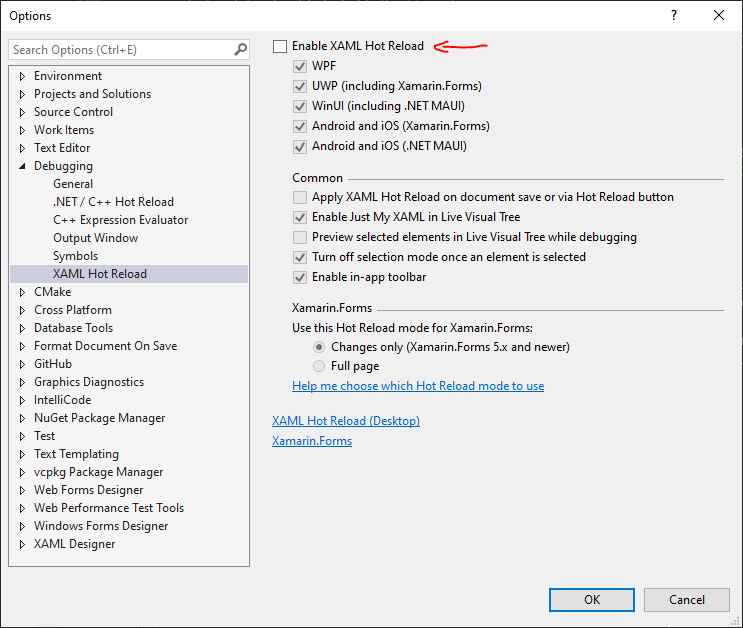 Options
?
Search Options (Ctrl+E)
Environment
Projects and Solutions
Source Control
Work Items
Text Editor
Debugging
General
.NET / C++ Hot Reload
C++ Expression Evaluator
Output Window
Symbols
XAML Hot Reload
CMake
Cross Platform
Database Tools
Format Document On Save
GitHub
Graphics Diagnostics
IntelliCode
NuGet Package Manager
Test
Text Templating
vcpkg Package Manager
Web Forms Designer
Web Performance Test Tools
Windows Forms Designer
XAML Designer
Enable XAML Hot Reload
WPF
UWP (including Xamarin.Forms)
WinUI (including .NET MAUI)
Android and iOS (Xamarin.Forms)
Android and iOS (.NET MAUI)
Common
Apply XAML Hot Reload on document save or via Hot Reload button
Enable Just My XAML in Live Visual Tree
Preview selected elements in Live Visual Tree while debugging
Turn off selection mode once an element is selected
Enable in-app toolbar
Xamarin.Forms
Use this Hot Reload mode for Xamarin.Forms:
Changes only (Xamarin.Forms 5.x and newer)
Full page
Help me choose which Hot Reload mode to use
XAML Hot Reload (Desktop)
Xamarin.Forms
OK
Cancel